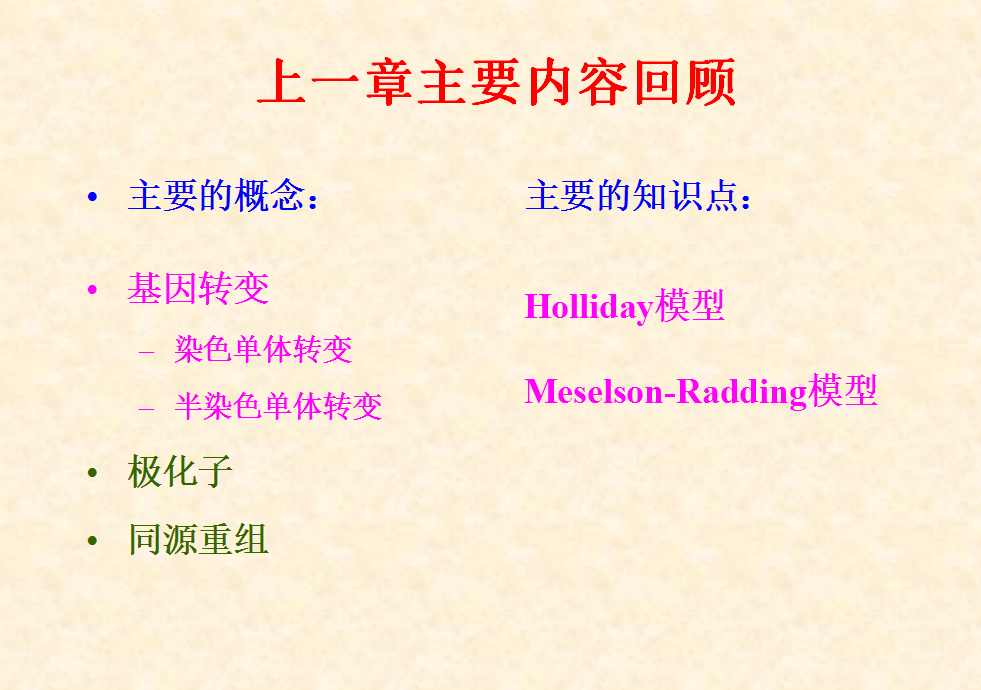 上一章主要内容回顾
• 主要的概念：
• 基因转变
– 染色单体转变
– 半染色单体转变
• 极化子
• 同源重组
主要的知识点：
Holliday模型
Meselson-Radding模型